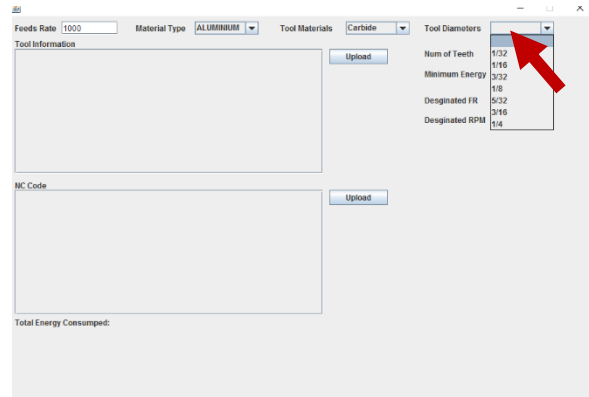 Feeds Rate 1000 Material Type ALUMINIUM Tool Materials Carbide Tool Diameters
Tool Information
Upload
Num of Teeth
Minimum Energy
Desginated FR
Desginated RPM
1/32
1/16
3/32
1/8
5/32
3/16
1/4
NC Code
Upload
Total Energy Consumped: